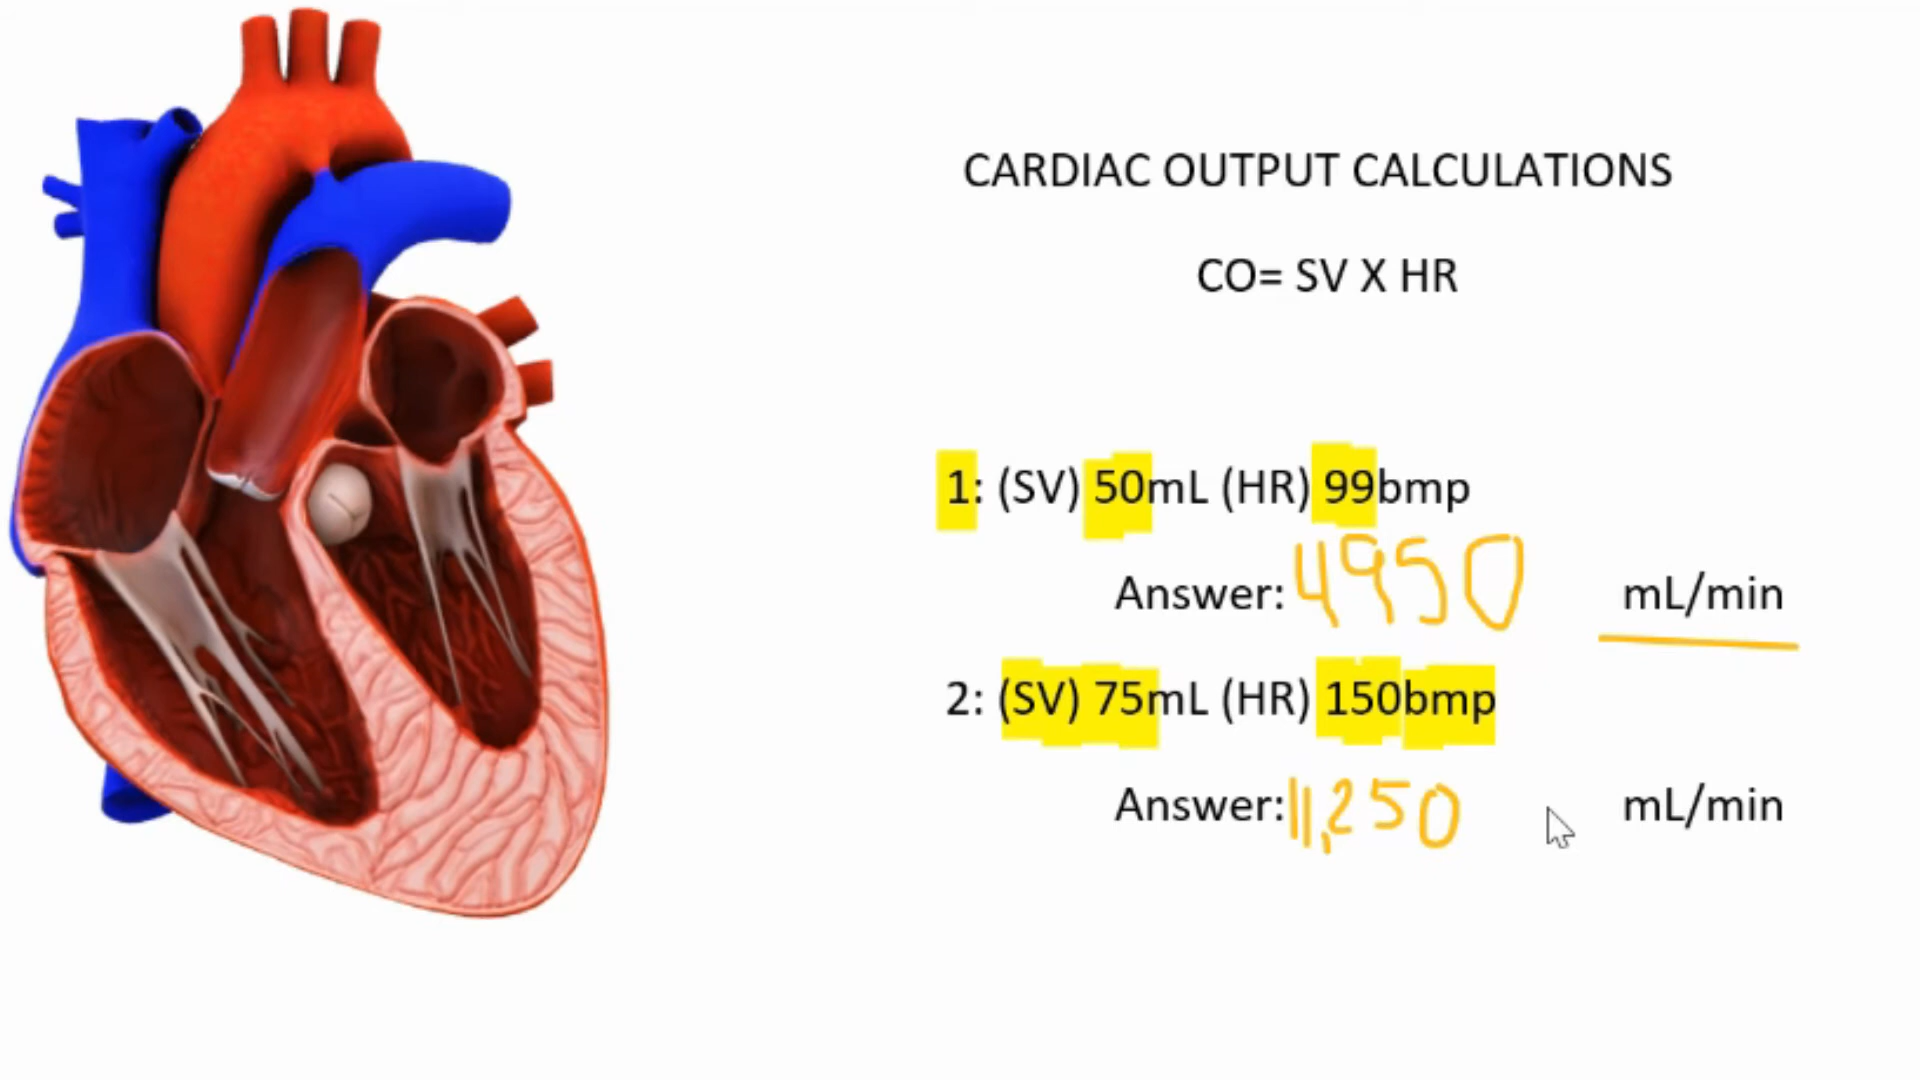 CARDIAC OUTPUT CALCULATIONS
CO= SV X HR
1: (SV) 50mL (HR) 99bmp
Answer: 4950 mL/min
2: (SV) 75mL (HR) 150bmp
Answer: 11,250 mL/min